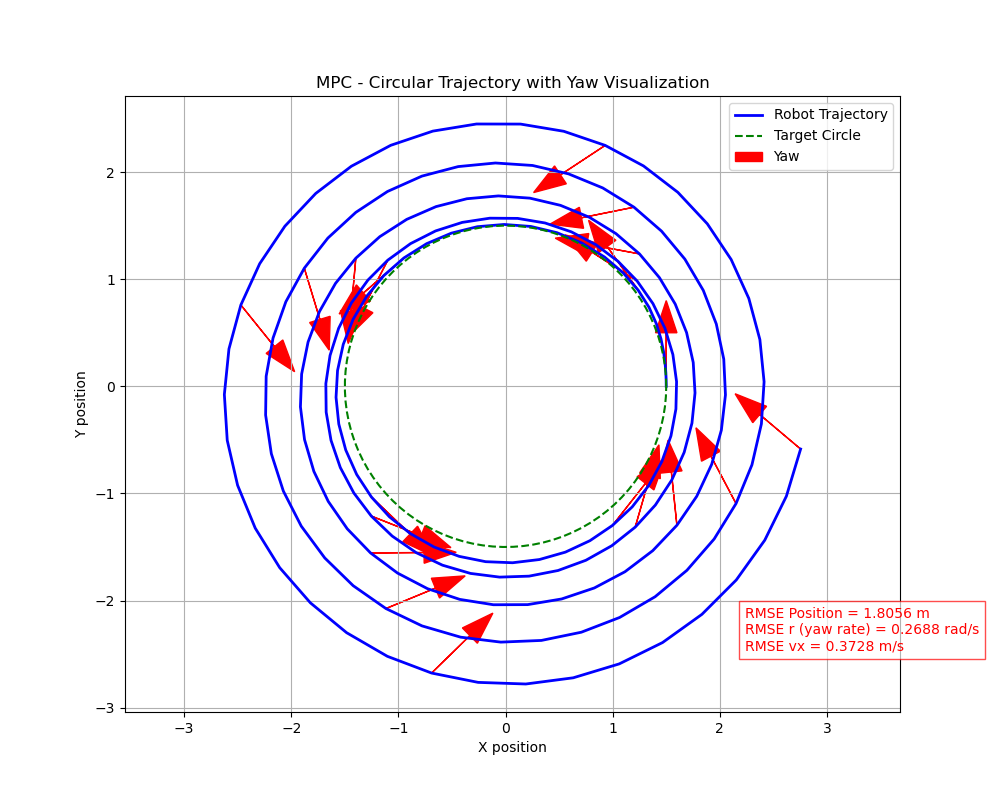 MPC - Circular Trajectory with Yaw Visualization
Robot Trajectory
Target Circle
Yaw
2
1
0
−1
−2
−3
Y position
RMSE Position = 1.8056 m
RMSE r (yaw rate) = 0.2688 rad/s
RMSE vx = 0.3728 m/s
−3 −2 −1 0 1 2 3
X position